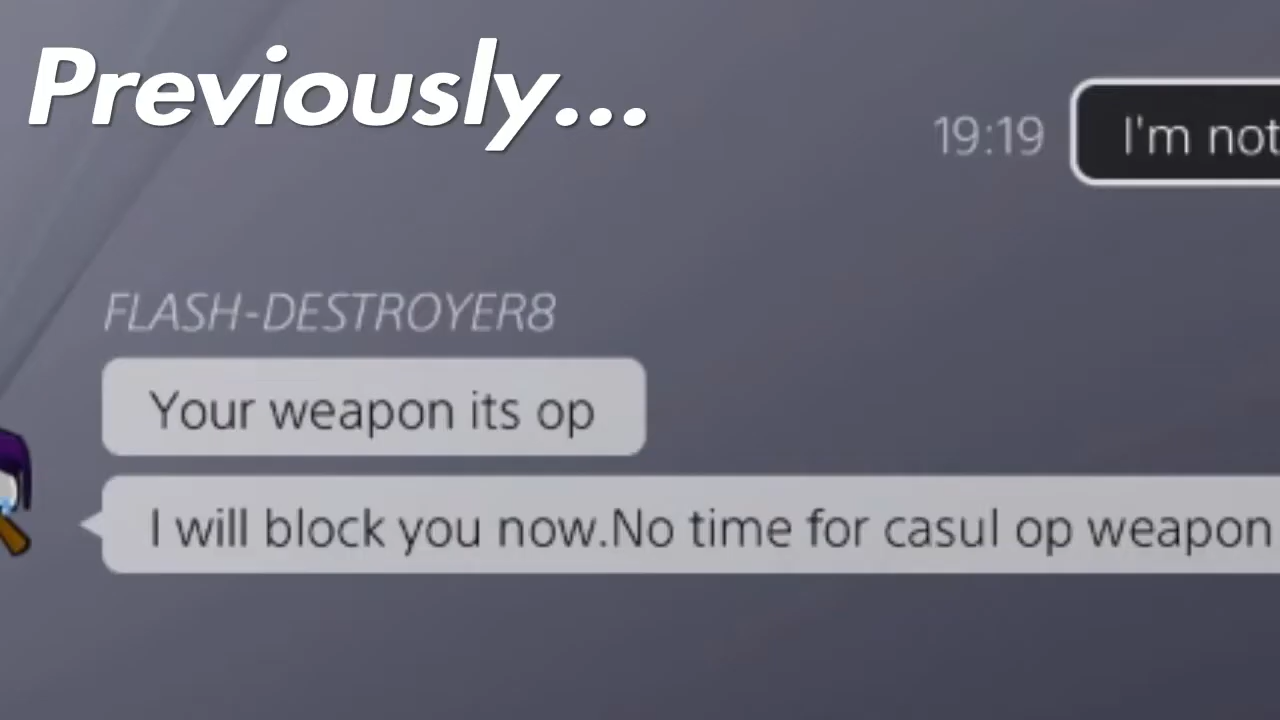 Previously...
19:19
I'm not
FLASH-DESTROYER8
Your weapon its op
I will block you now.No time for casul op weapon